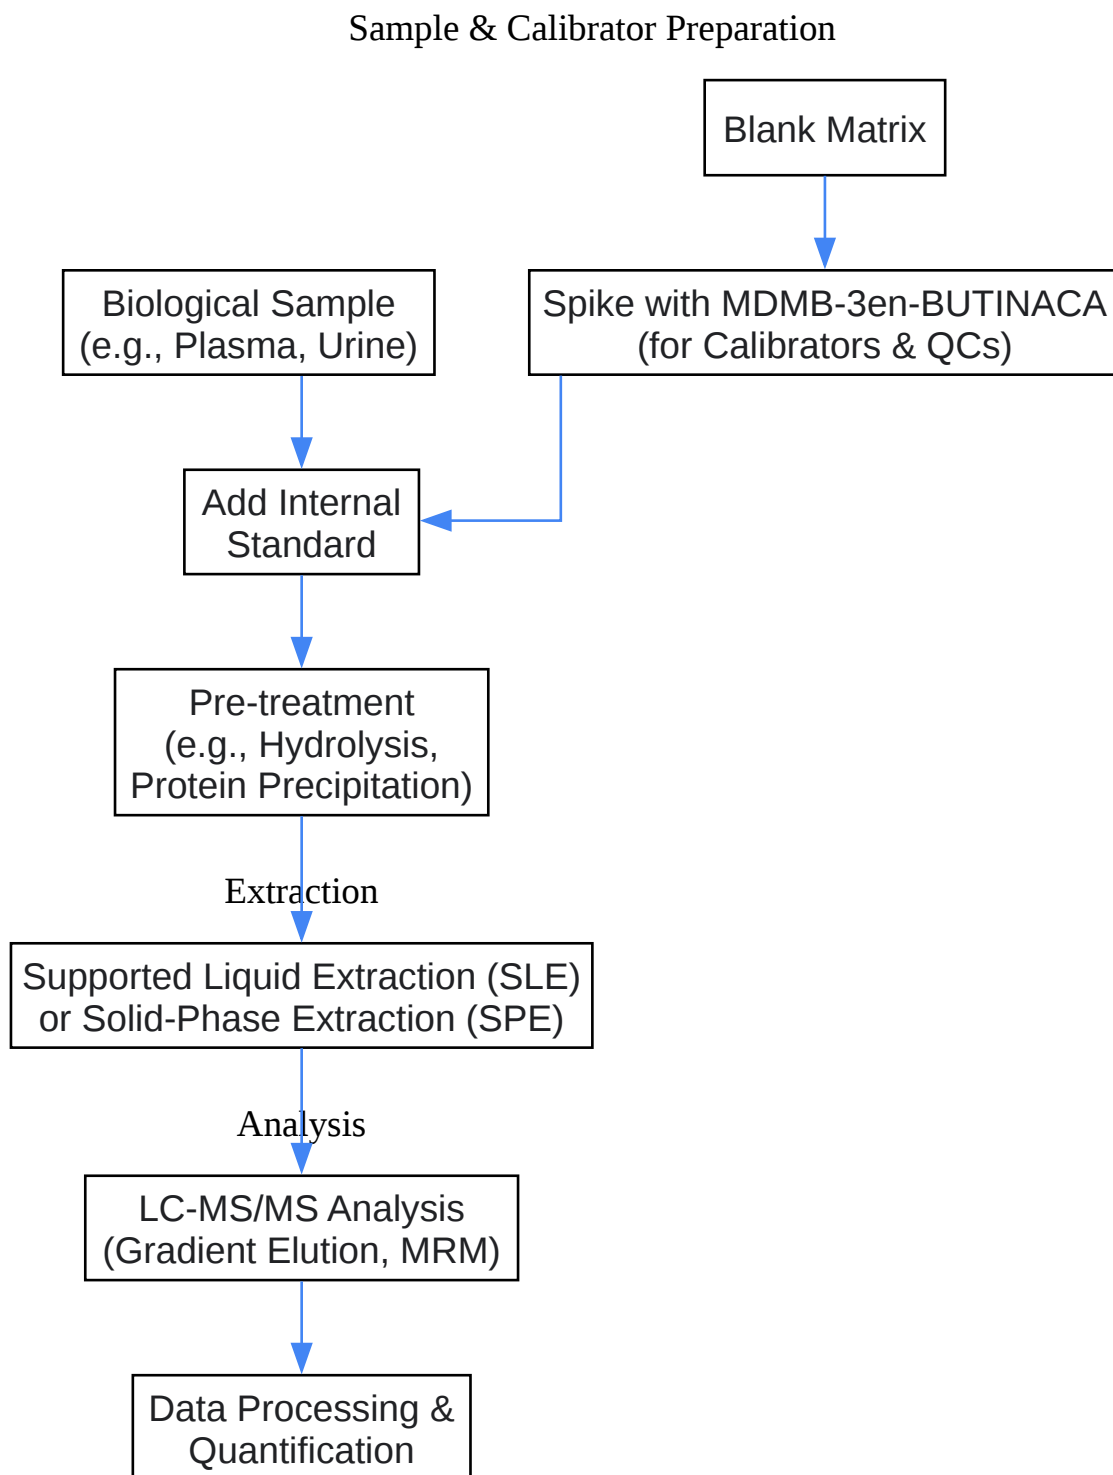 Sample & Calibrator Preparation
Blank Matrix
Biological Sample
(e.g., Plasma, Urine)
Spike with MDMB-3en-BUTINACA
(for Calibrators & QCs)
Add Internal
Standard
Pre-treatment
(e.g., Hydrolysis,
Protein Precipitation)
Extraction
Supported Liquid Extraction (SLE)
or Solid-Phase Extraction (SPE)
Analysis
LC-MS/MS Analysis
(Gradient Elution, MRM)
Data Processing &
Quantification